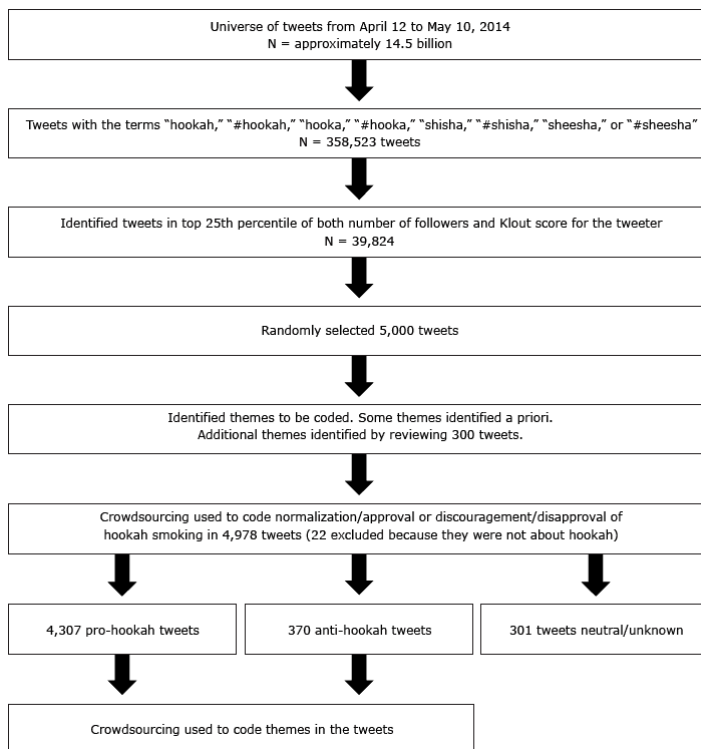 Universe of tweets from April 12 to May 10, 2014
N = approximately 14.5 billion
Tweets with the terms “hookah,” “#hookah,” “hooka,” “#hooka,” “shisha,” “#shisha,” “sheesha,” or “#sheesha”
N = 358,523 tweets
Identified tweets in top 25th percentile of both number of followers and Klout score for the tweeter
N = 39,824
Randomly selected 5,000 tweets
Identified themes to be coded. Some themes identified a priori.
Additional themes identified by reviewing 300 tweets.
Crowdsourcing used to code normalization/approval or discouragement/disapproval of
hookah smoking in 4,978 tweets (22 excluded because they were not about hookah)
4,307 pro-hookah tweets
370 anti-hookah tweets
301 tweets neutral/unknown
Crowdsourcing used to code themes in the tweets